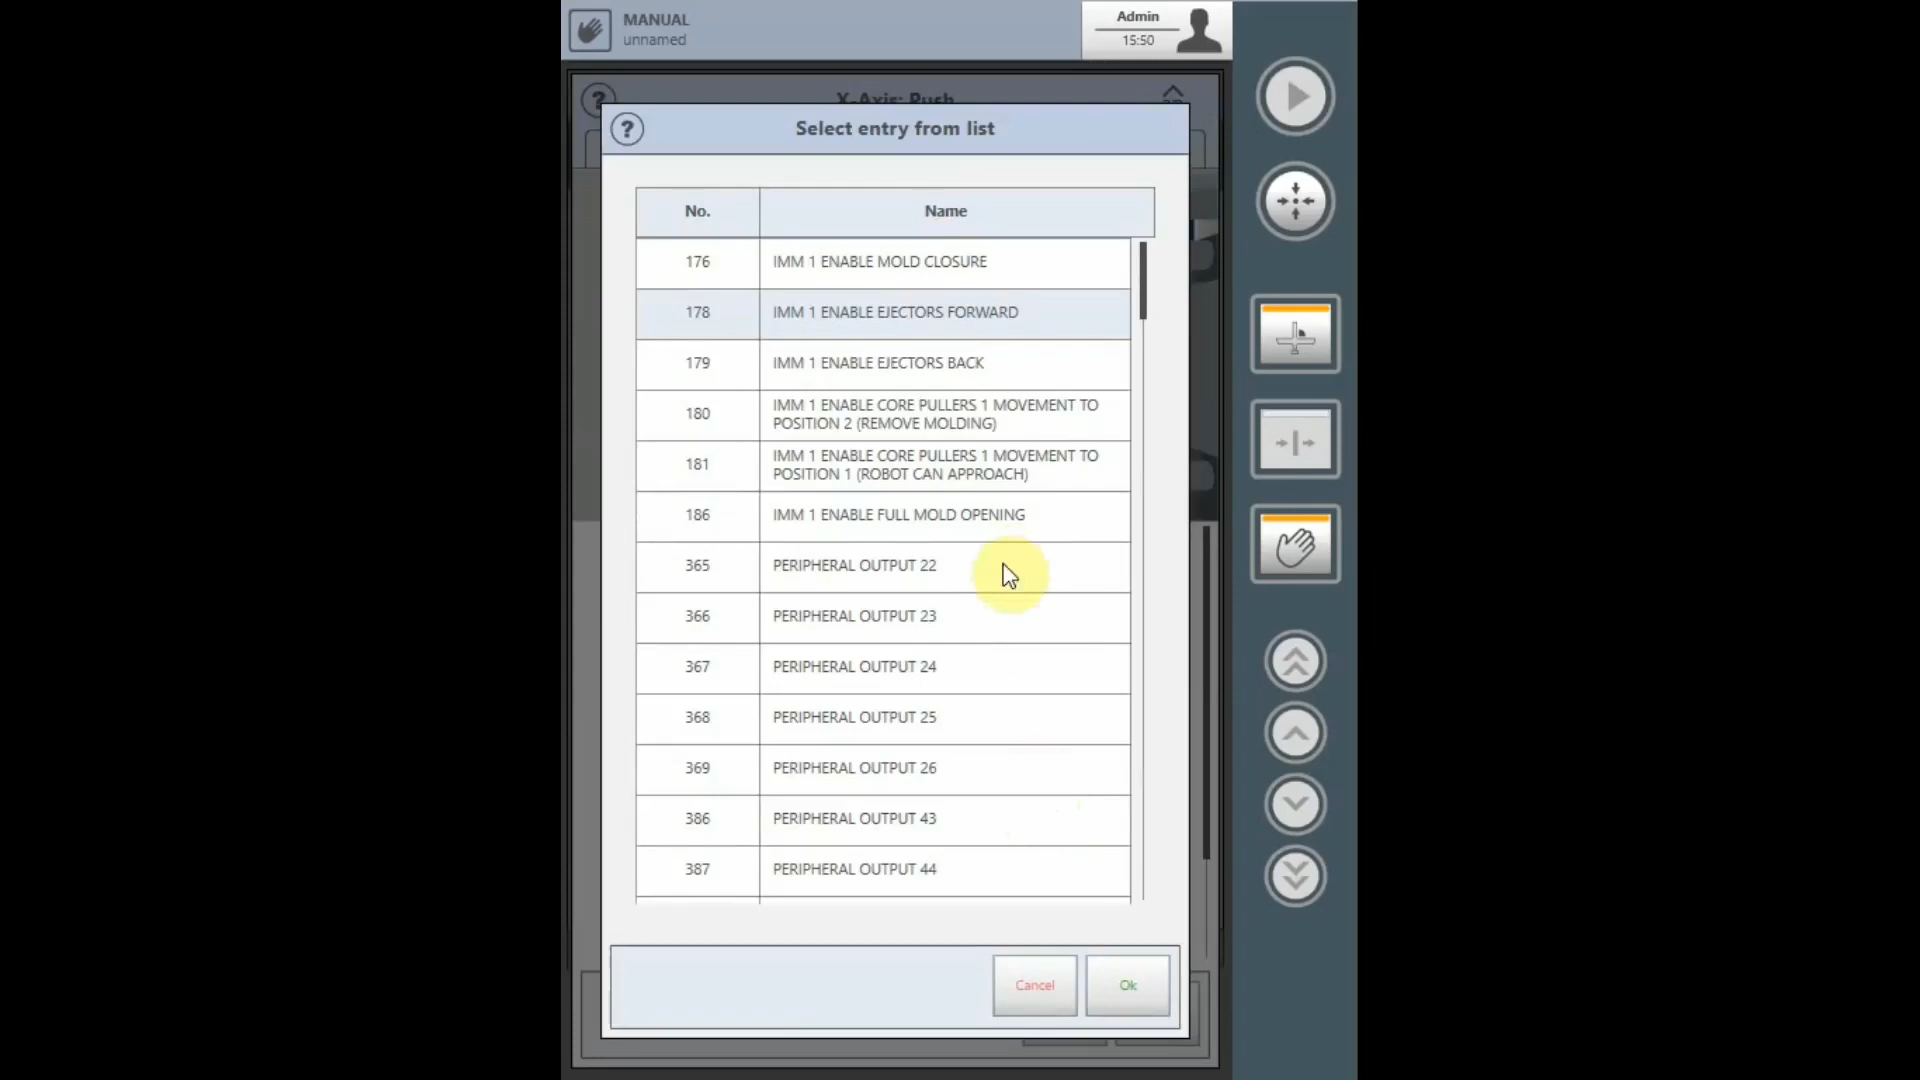 MANUAL
unnamed
Admin
15:50
?
X-Axis: Push
?
Select entry from list
No. Name
176 IMM 1 ENABLE MOLD CLOSURE
178 IMM 1 ENABLE EJECTORS FORWARD
179 IMM 1 ENABLE EJECTORS BACK
180 IMM 1 ENABLE CORE PULLERS 1 MOVEMENT TO
POSITION 2 (REMOVE MOLDING)
181 IMM 1 ENABLE CORE PULLERS 1 MOVEMENT TO
POSITION 1 (ROBOT CAN APPROACH)
186 IMM 1 ENABLE FULL MOLD OPENING
365 PERIPHERAL OUTPUT 22
366 PERIPHERAL OUTPUT 23
367 PERIPHERAL OUTPUT 24
368 PERIPHERAL OUTPUT 25
369 PERIPHERAL OUTPUT 26
386 PERIPHERAL OUTPUT 43
387 PERIPHERAL OUTPUT 44
Cancel Ok